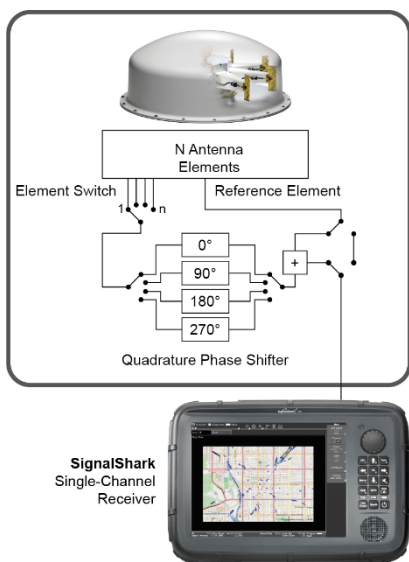 N Antenna
Elements
Element Switch
Reference Element
1
n
0°
90°
180°
270°
+
Quadrature Phase Shifter
SignalShark
Single-Channel
Receiver